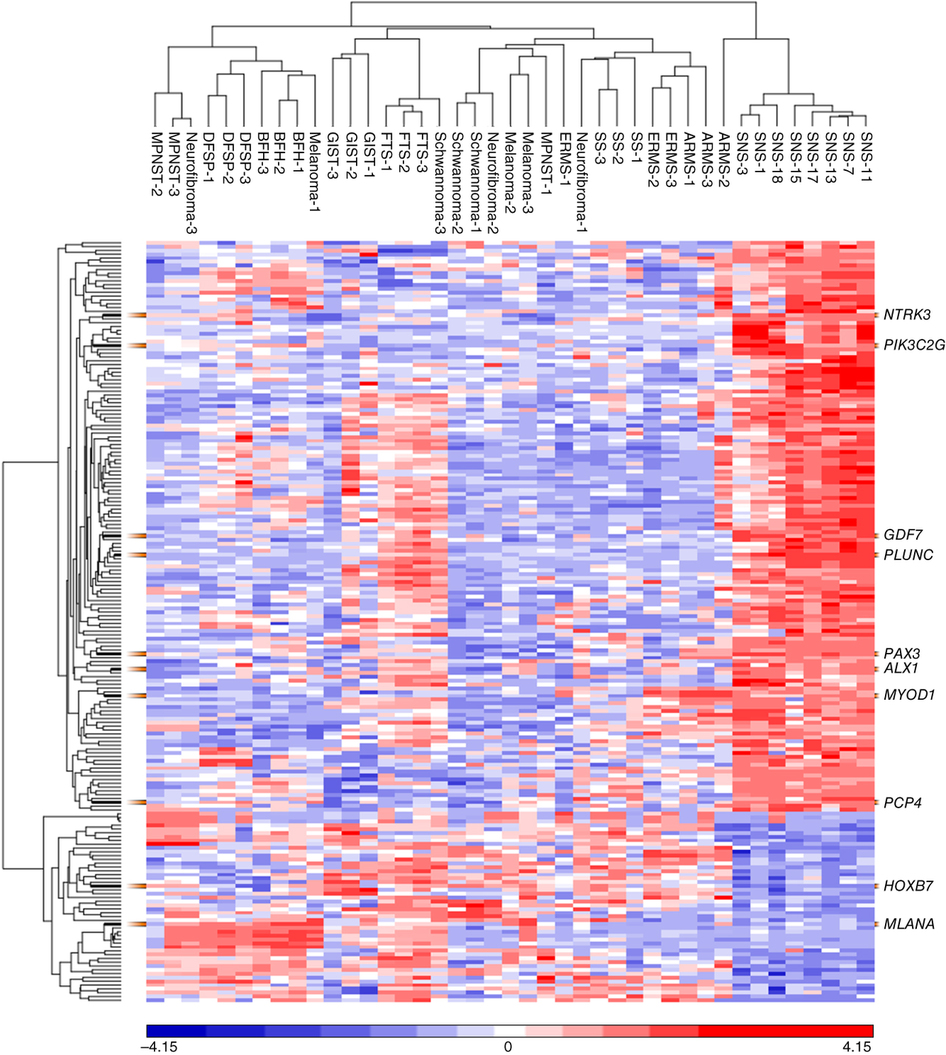 MPNST-2
MPNST-3
Neurofibroma-3
DFSP-1
DFSP-2
DFSP-3
BFH-3
BFH-2
BFH-1
Melanoma-1
GIST-3
GIST-2
GIST-1
FTS-1
FTS-2
FTS-3
Schwannoma-3
Schwannoma-2
Schwannoma-1
Neurofibroma-2
Melanoma-2
Melanoma-3
MPNST-1
ERMS-1
Neurofibroma-1
SS-3
SS-2
SS-1
ERMS-2
ERMS-3
ARMS-1
ARMS-3
ARMS-2
SNS-3
SNS-1
SNS-18
SNS-15
SNS-17
SNS-13
SNS-7
SNS-11
NTRK3
PIK3C2G
GDF7
PLUNC
PAX3
ALX1
MYOD1
PCP4
HOXB7
MLANA
−4.15 0 4.15